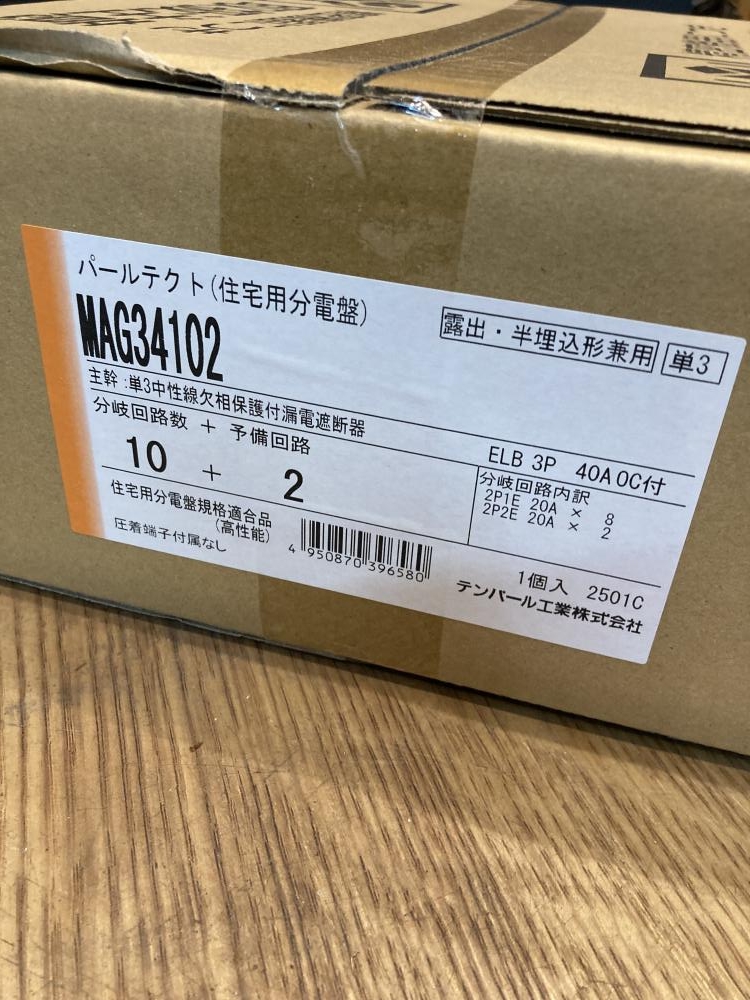 パールテクト(住宅用分電盤)
露出・半埋込形兼用 単3
MAG34102
主幹:単3中性線欠相保護付漏電遮断器
ELB 3P 40A OC付
分岐回路数 + 予備回路
10 + 2
分岐回路内訳
2P1E 20A × 8
2P2E 20A × 2
住宅用分電盤規格適合品
(高性能)
圧着端子付属なし
4 950870 396580
1個入 2501C
テンパール工業株式会社